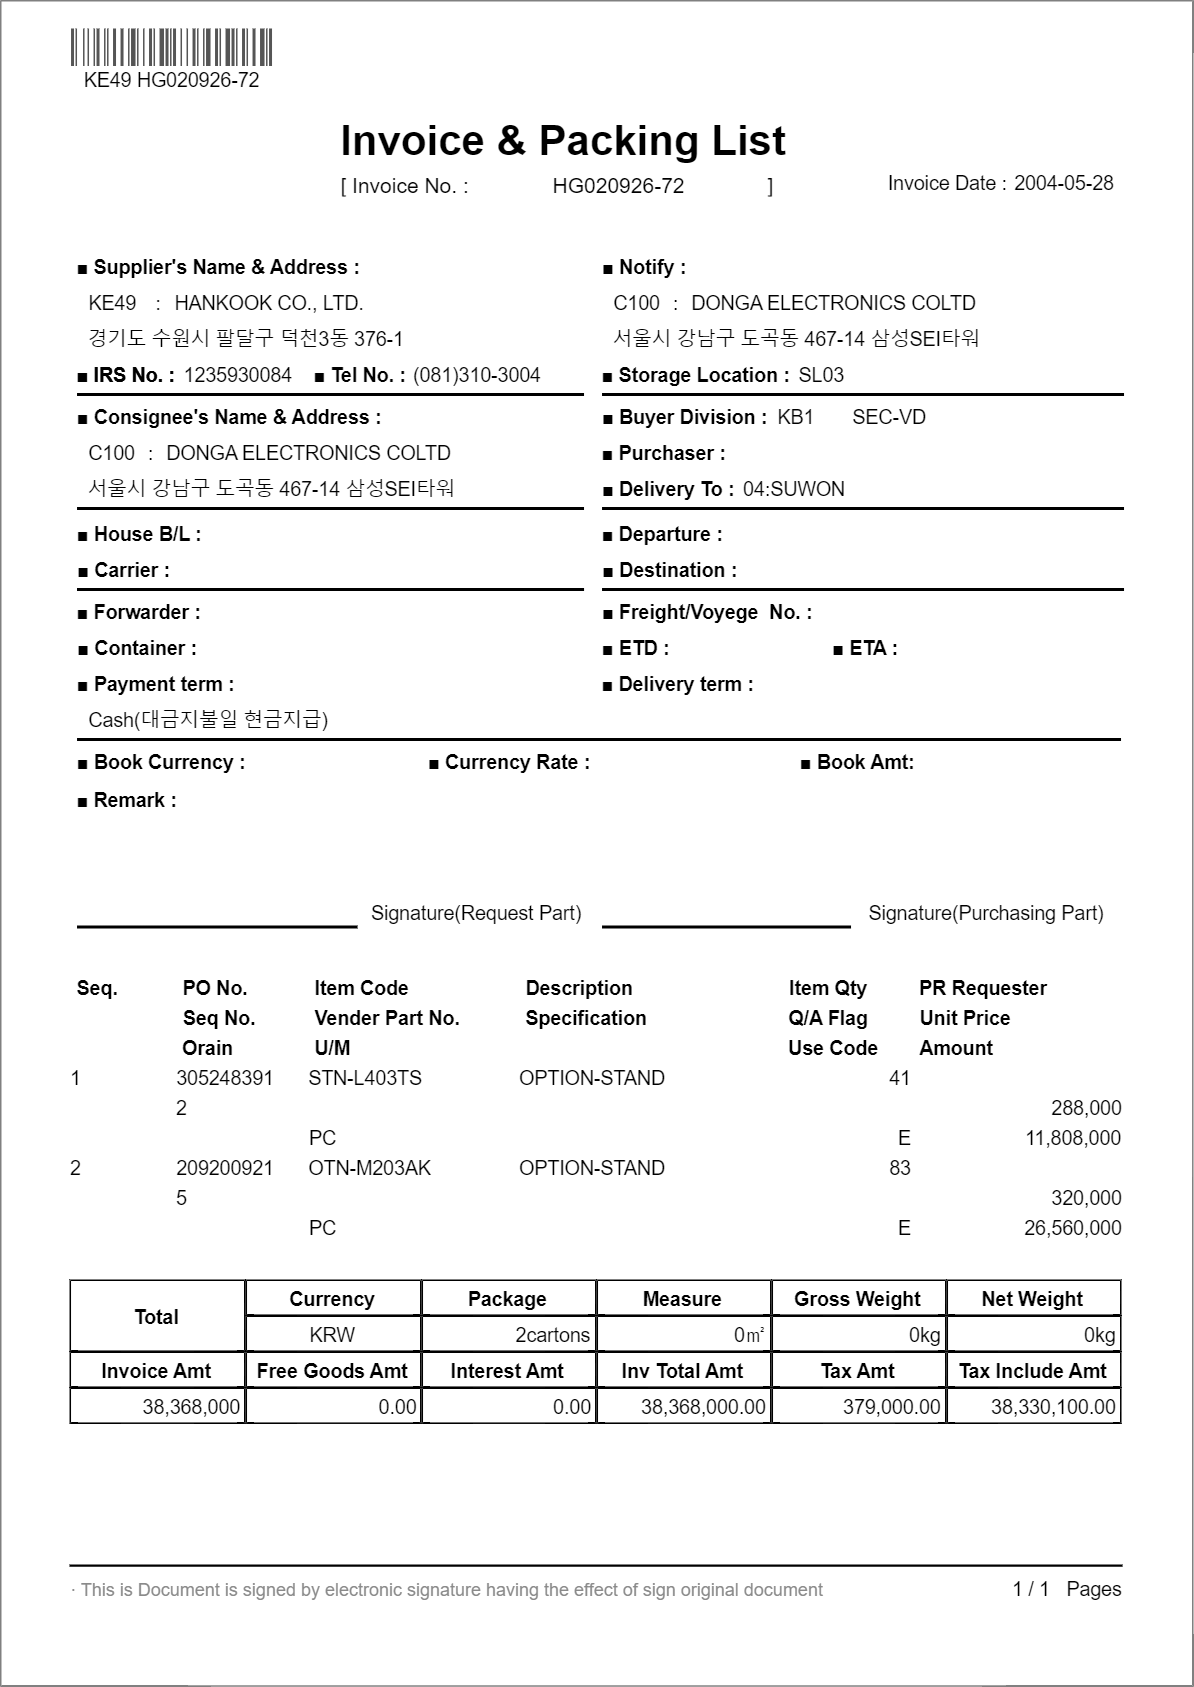 KE49 HG020926-72
Invoice & Packing List
[ Invoice No. : HG020926-72 ] Invoice Date : 2004-05-28
■ Supplier's Name & Address : ■ Notify :
KE49 : HANKOOK CO., LTD. C100 : DONGA ELECTRONICS COLTD
경기도 수원시 팔달구 덕천3동 376-1 서울시 강남구 도곡동 467-14 삼성SEI타워
■ IRS No. : 1235930084 ■ Tel No. : (081)310-3004 ■ Storage Location : SL03
■ Consignee's Name & Address : ■ Buyer Division : KB1 SEC-VD
C100 : DONGA ELECTRONICS COLTD ■ Purchaser :
서울시 강남구 도곡동 467-14 삼성SEI타워 ■ Delivery To : 04:SUWON
■ House B/L : ■ Departure :
■ Carrier : ■ Destination :
■ Forwarder : ■ Freight/Voyege No. :
■ Container : ■ ETD : ■ ETA :
■ Payment term : ■ Delivery term :
Cash(대금지불일 현금지급)
■ Book Currency : ■ Currency Rate : ■ Book Amt:
■ Remark :
Signature(Request Part) Signature(Purchasing Part)
Seq. PO No. Item Code Description Item Qty PR Requester
Seq No. Vender Part No. Specification Q/A Flag Unit Price
Orain U/M Use Code Amount
1 305248391 STN-L403TS OPTION-STAND 41
2 288,000
PC E 11,808,000
2 209200921 OTN-M203AK OPTION-STAND 83
5 320,000
PC E 26,560,000
Total Currency Package Measure Gross Weight Net Weight
KRW 2cartons 0㎡ 0kg 0kg
Invoice Amt Free Goods Amt Interest Amt Inv Total Amt Tax Amt Tax Include Amt
38,368,000 0.00 0.00 38,368,000.00 379,000.00 38,330,100.00
· This is Document is signed by electronic signature having the effect of sign original document 1 / 1 Pages